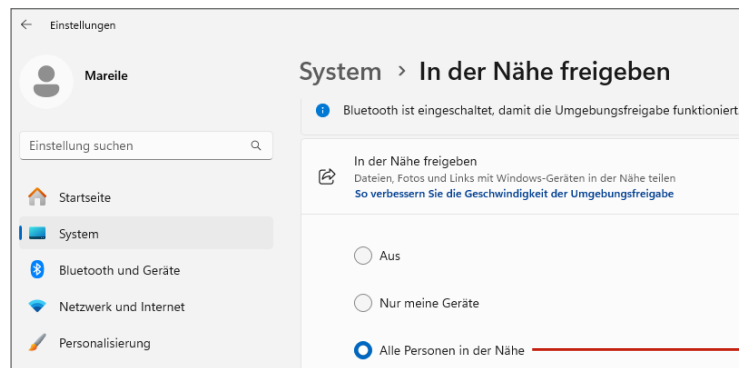 Einstellungen
Mareile
Einstellung suchen
Startseite
System
Bluetooth und Geräte
Netzwerk und Internet
Personalisierung
System > In der Nähe freigeben
Bluetooth ist eingeschaltet, damit die Umgebungsfreigabe funktioniert.
In der Nähe freigeben
Dateien, Fotos und Links mit Windows-Geräten in der Nähe teilen
So verbessern Sie die Geschwindigkeit der Umgebungsfreigabe
Aus
Nur meine Geräte
Alle Personen in der Nähe